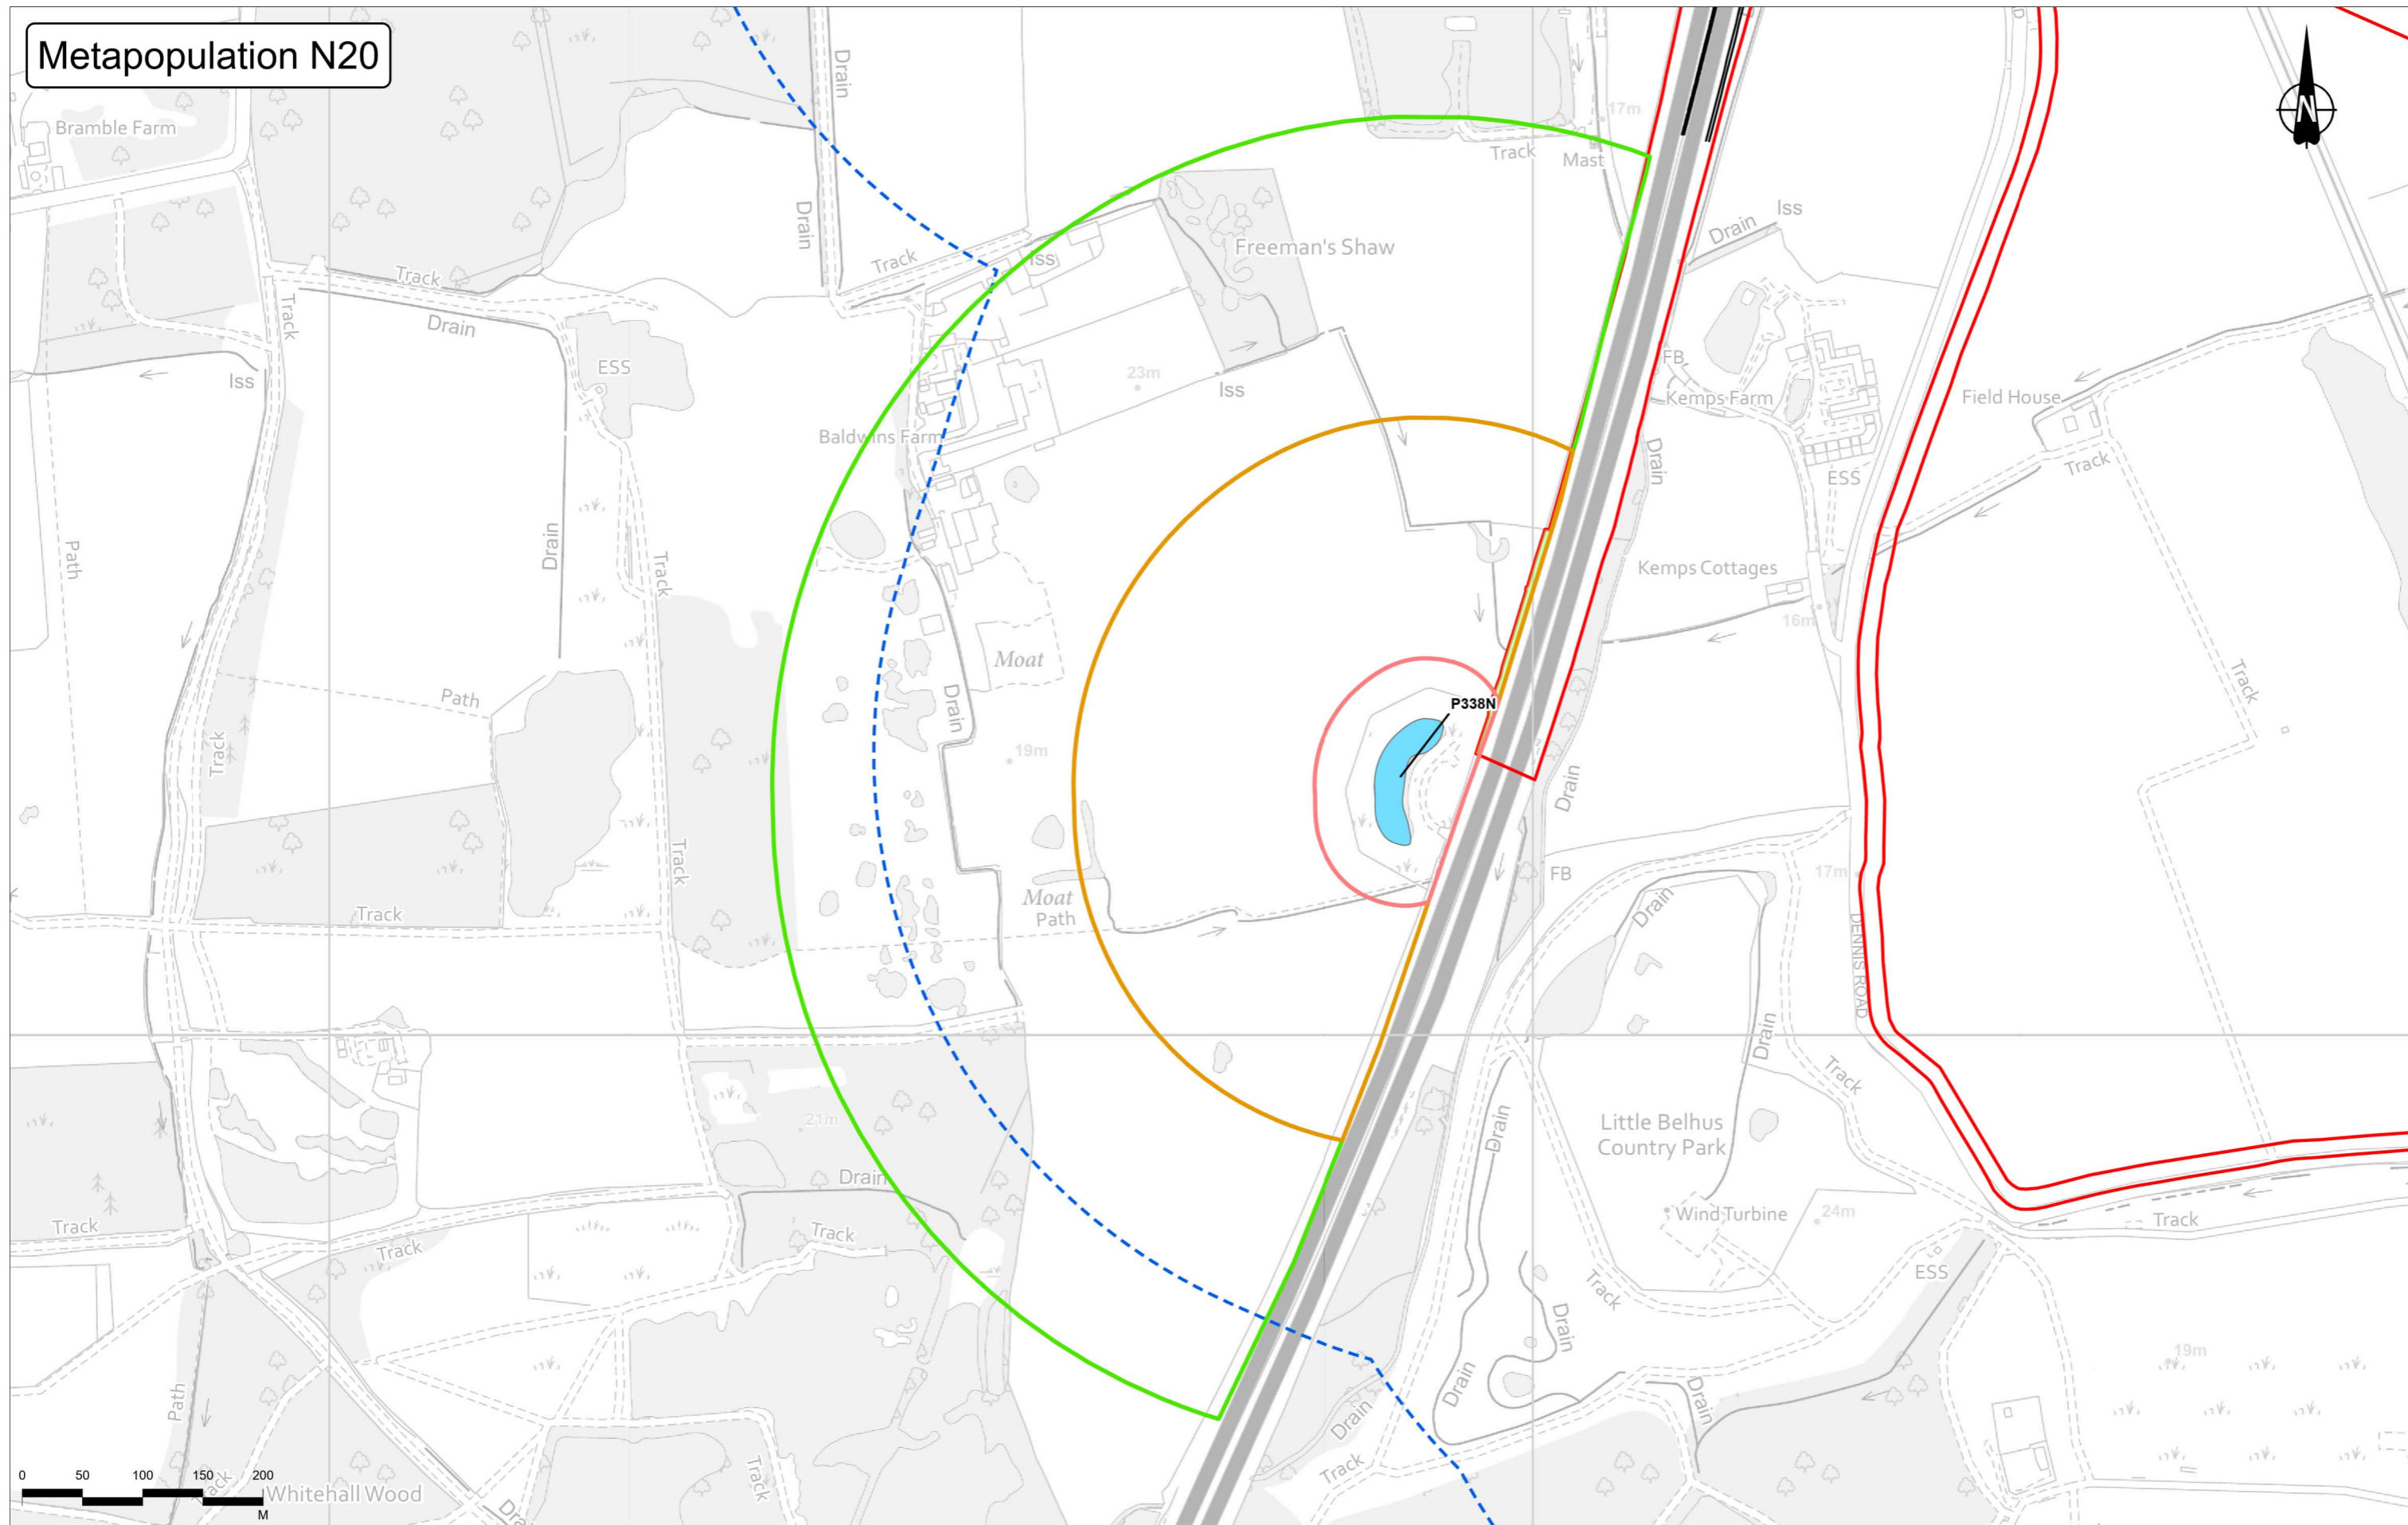 Metapopulation N20
N
Bramble Farm
Drain
Drain
Track
Mast
17m
Drain
Iss
Freeman's Shaw
Track
Iss
Track
Track
Drain
ESS
Iss
23m
Iss
FB
Kemps Farm
Field House
Baldwins Farm
Drain
ESS
Track
Path
Drain
Track
Kemps Cottages
16m
Moat
Path
Drain
Track
P338N
Track
19m
Drain
Track
FB
17m
Drain
Moat
Path
Track
DENNIS ROAD
Drain
Track
21m
Little Belhus
Country Park
Drain
Drain
Wind Turbine
24m
Track
Track
Track
Track
ESS
Track
Drain
19m
Path
Drain
Drain
Drain
Track
Track
Track
Whitehall Wood
0 50 100 150 200
M